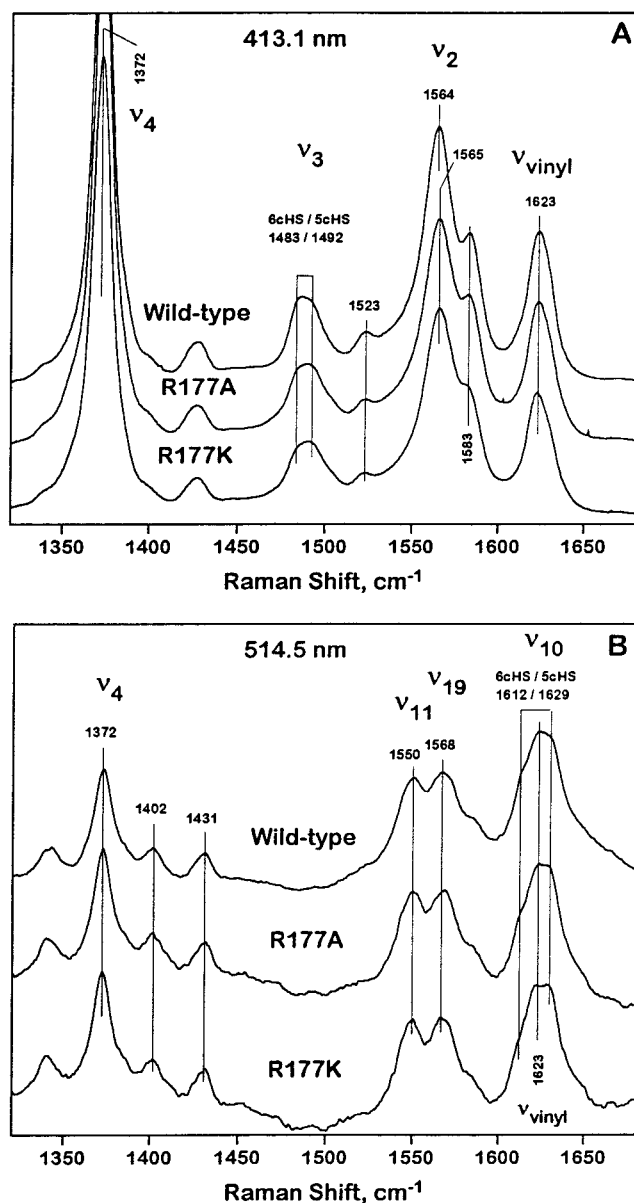 413.1 nm
A
1372
ν4
ν3
ν2
1564
1565
νvinyl
1623
6cHS / 5cHS
1483 / 1492
1523
Wild-type
R177A
R177K
1583
1350 1400 1450 1500 1550 1600 1650
Raman Shift, cm-1
514.5 nm
B
ν4
1372
1402
1431
ν11
1550
ν19
1568
ν10
6cHS / 5cHS
1612 / 1629
Wild-type
R177A
R177K
1623
νvinyl
1350 1400 1450 1500 1550 1600 1650
Raman Shift, cm-1